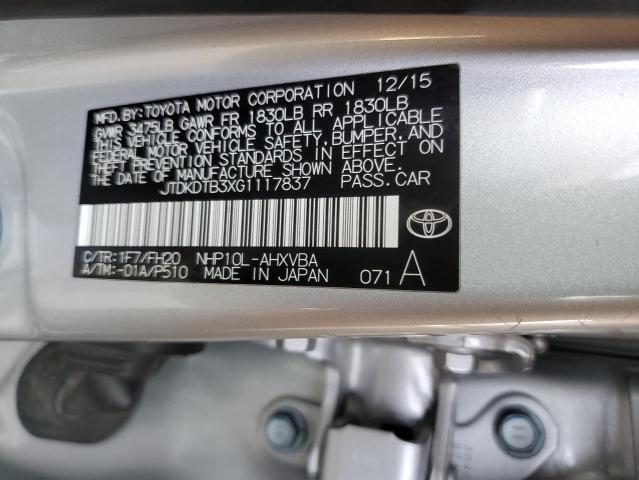 MFD. BY: TOYOTA MOTOR CORPORATION 12/15
GVWR 3475LB GAWR FR 1830LB RR 1830LB
THIS VEHICLE CONFORMS TO ALL APPLICABLE
FEDERAL MOTOR VEHICLE SAFETY, BUMPER, AND
THEFT PREVENTION STANDARDS IN EFFECT ON
THE DATE OF MANUFACTURE SHOWN ABOVE.
JTDKDTB3XG1117837 PASS.CAR
C/TR: 1F7/FH20 NHP10L-AHXVBA
A/TM: -01A/P510 MADE IN JAPAN 071 A